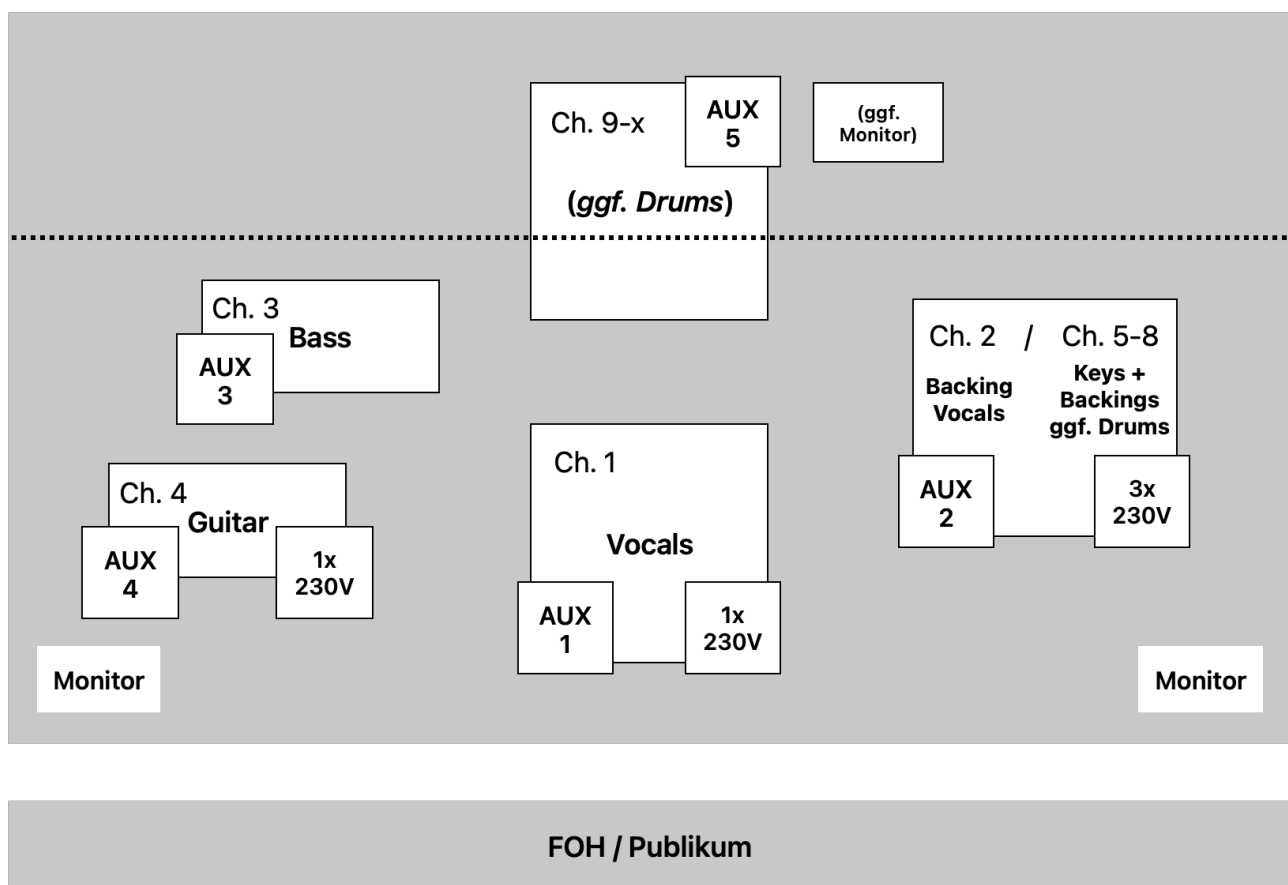 Ch. 9-x
AUX
5
(ggf.
Monitor)
(ggf. Drums)
Ch. 3
Bass
AUX
3
Ch. 2 / Ch. 5-8
Backing
Vocals
Keys +
Backings
ggf. Drums
AUX
2
3x
230V
Ch. 4
Guitar
AUX
4
1x
230V
Ch. 1
Vocals
AUX
1
1x
230V
Monitor
Monitor
FOH / Publikum